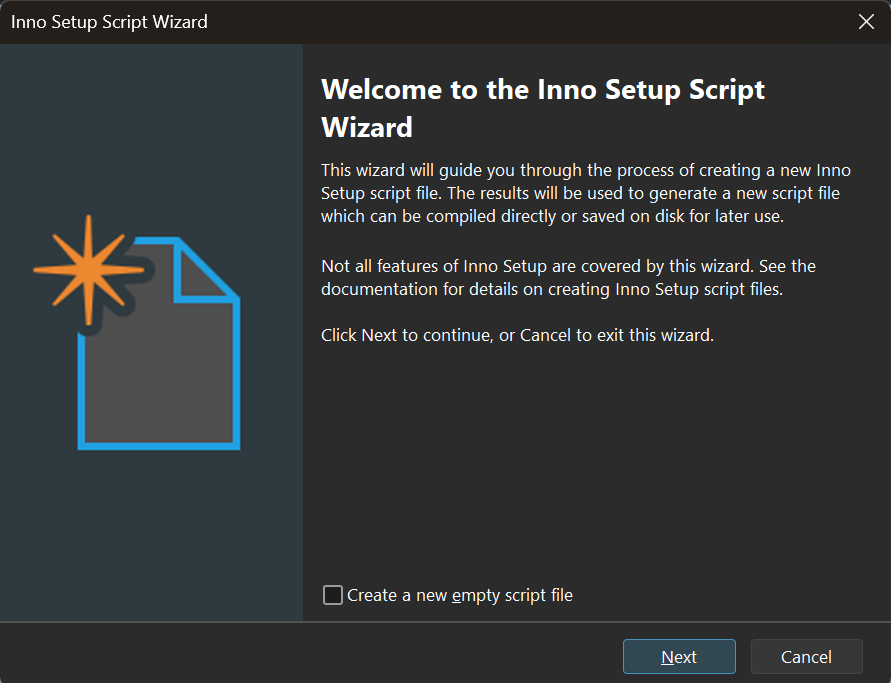 Inno Setup Script Wizard
Welcome to the Inno Setup Script
Wizard
This wizard will guide you through the process of creating a new Inno
Setup script file. The results will be used to generate a new script file
which can be compiled directly or saved on disk for later use.
Not all features of Inno Setup are covered by this wizard. See the
documentation for details on creating Inno Setup script files.
Click Next to continue, or Cancel to exit this wizard.
Create a new empty script file
Next
Cancel